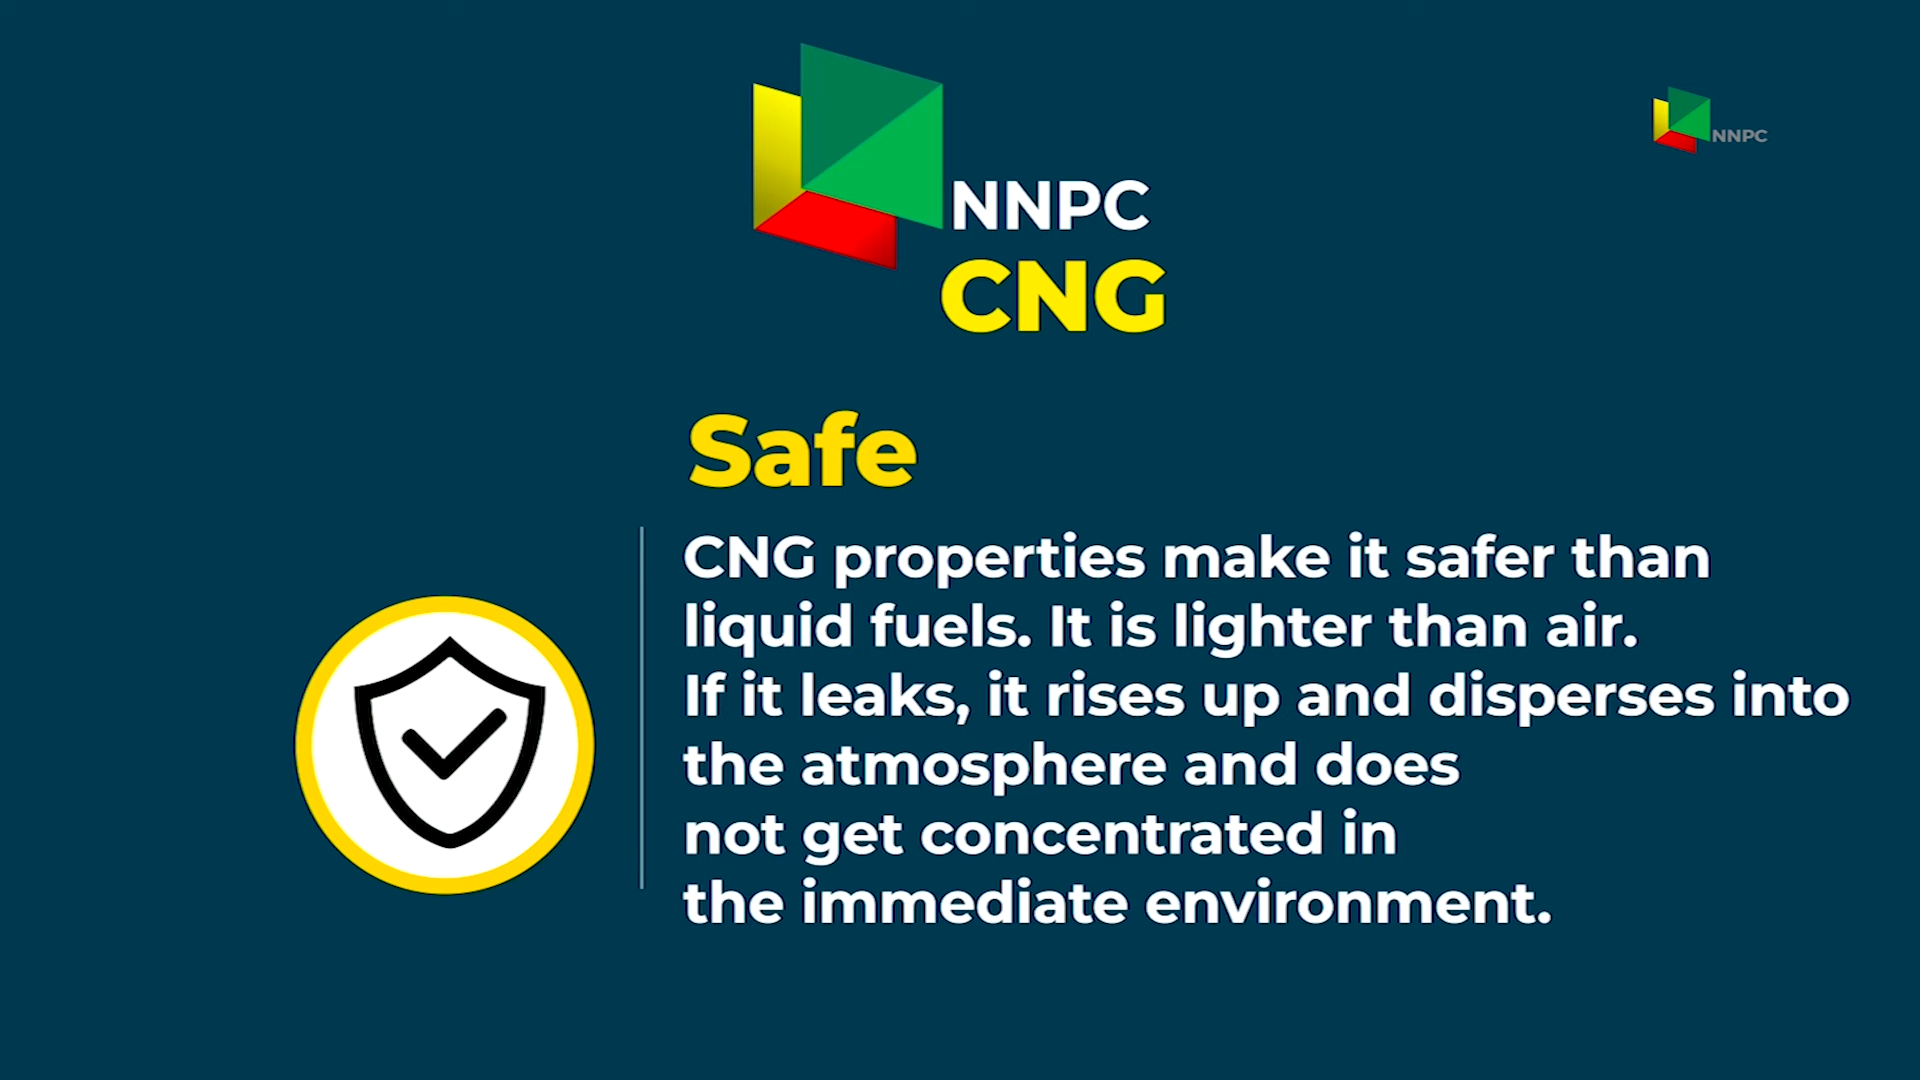 NNPC
NNPC
CNG
Safe
CNG properties make it safer than
liquid fuels. It is lighter than air.
If it leaks, it rises up and disperses into
the atmosphere and does
not get concentrated in
the immediate environment.